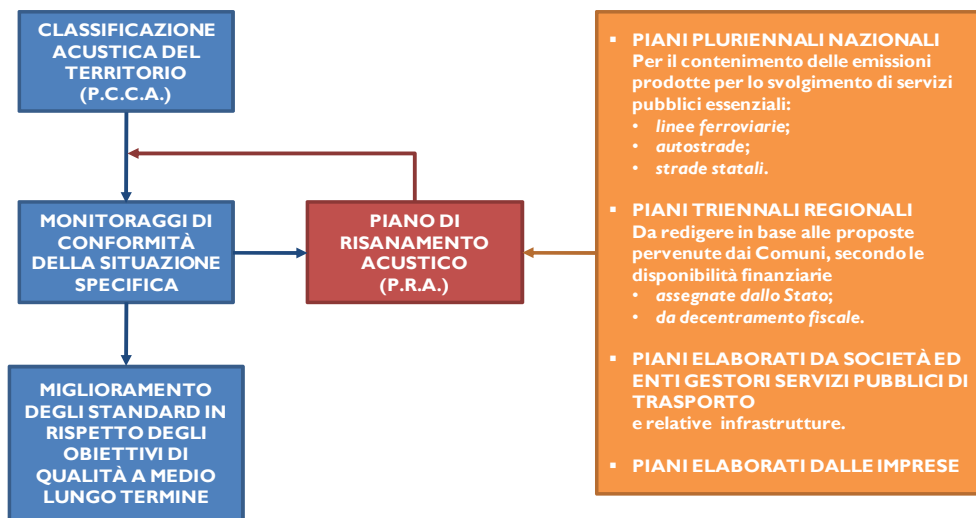 CLASSIFICAZIONE
ACUSTICA DEL
TERRITORIO
(P.C.C.A.)
MONITORAGGI DI
CONFORMITÀ
DELLA SITUAZIONE
SPECIFICA
MIGLIORAMENTO
DEGLI STANDARD IN
RISPETTO DEGLI
OBIETTIVI DI
QUALITÀ A MEDIO
LUNGO TERMINE
PIANO DI
RISANAMENTO
ACUSTICO
(P.R.A.)
▪ PIANI PLURIENNALI NAZIONALI
Per il contenimento delle emissioni
prodotte per lo svolgimento di servizi
pubblici essenziali:
• linee ferroviarie;
• autostrade;
• strade statali.
▪ PIANI TRIENNALI REGIONALI
Da redigere in base alle proposte
pervenute dai Comuni, secondo le
disponibilità finanziarie
• assegnate dallo Stato;
• da decentramento fiscale.
▪ PIANI ELABORATI DA SOCIETÀ ED
ENTI GESTORI SERVIZI PUBBLICI DI
TRASPORTO
e relative infrastrutture.
▪ PIANI ELABORATI DALLE IMPRESE